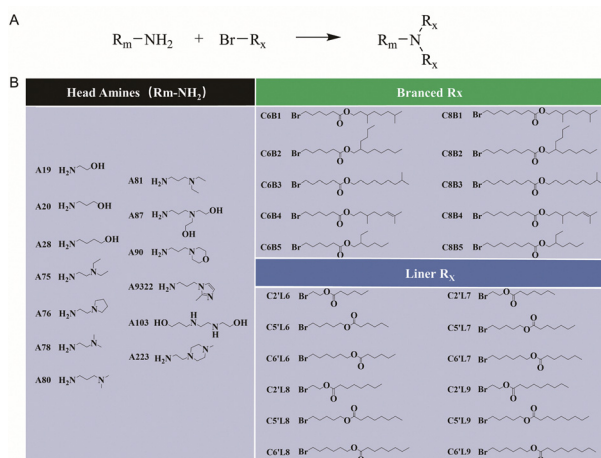 A
Rm-NH2 + Br-Rx Rm-N Rx Rx
B
Head Amines (Rm-NH2)
Branced Rx
Liner RX
A19 H2N OH
A20 H2N OH
A28 H2N OH
A75 H2N N
A76 H2N N
A78 H2N N
A80 H2N N
A81 H2N N
A87 H2N N OH OH
A90 H2N N O
A9322 H2N N N
A103 HO N H N H OH
A223 H2N N N
C6B1 Br O O
C6B2 Br O O
C6B3 Br O O
C6B4 Br O O
C6B5 Br O O
C8B1 Br O O
C8B2 Br O O
C8B3 Br O O
C8B4 Br O O
C8B5 Br O O
C2'L6 Br O O
C5'L6 Br O O
C6'L6 Br O O
C2'L8 Br O O
C5'L8 Br O O
C6'L8 Br O O
C2'L7 Br O O
C5'L7 Br O O
C6'L7 Br O O
C2'L9 Br O O
C5'L9 Br O O
C6'L9 Br O O